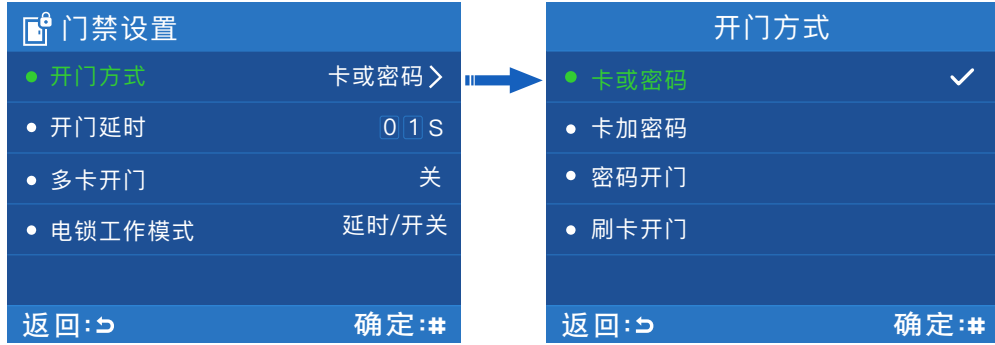 门禁设置
开门方式 卡或密码
开门延时 01S
多卡开门 关
电锁工作模式 延时/开关
返回: 确定:#
开门方式
卡或密码
卡加密码
密码开门
刷卡开门
返回: 确定:#